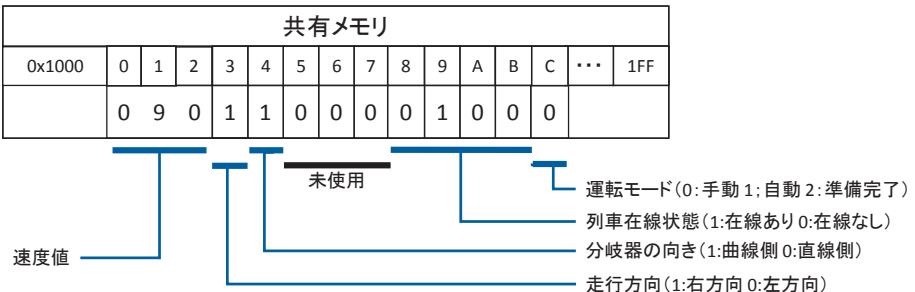 共有メモリ
0x1000 0 1 2 3 4 5 6 7 8 9 A B C ・・・ 1FF
0 9 0 1 1 0 0 0 0 1 0 0 0
未使用
運転モード(0:手動 1;自動 2:準備完了)
列車在線状態(1:在線あり 0:在線なし)
分岐器の向き(1:曲線側 0:直線側)
速度値
走行方向(1:右方向 0:左方向)